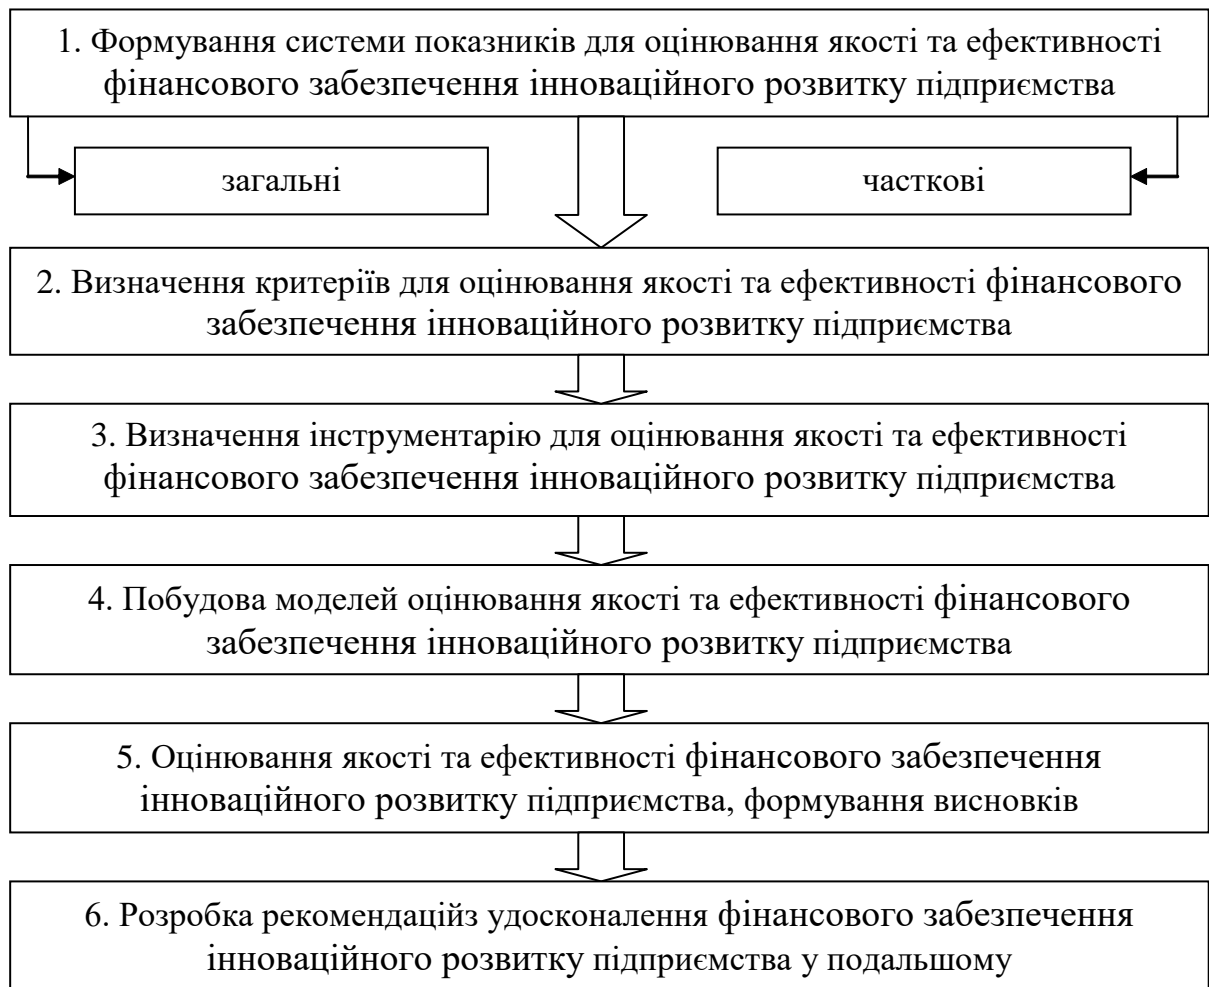 1. Формування системи показників для оцінювання якості та ефективності
фінансового забезпечення інноваційного розвитку підприємства
загальні
часткові
2. Визначення критеріїв для оцінювання якості та ефективності фінансового
забезпечення інноваційного розвитку підприємства
3. Визначення інструментарію для оцінювання якості та ефективності
фінансового забезпечення інноваційного розвитку підприємства
4. Побудова моделей оцінювання якості та ефективності фінансового
забезпечення інноваційного розвитку підприємства
5. Оцінювання якості та ефективності фінансового забезпечення
інноваційного розвитку підприємства, формування висновків
6. Розробка рекомендаційз удосконалення фінансового забезпечення
інноваційного розвитку підприємства у подальшому